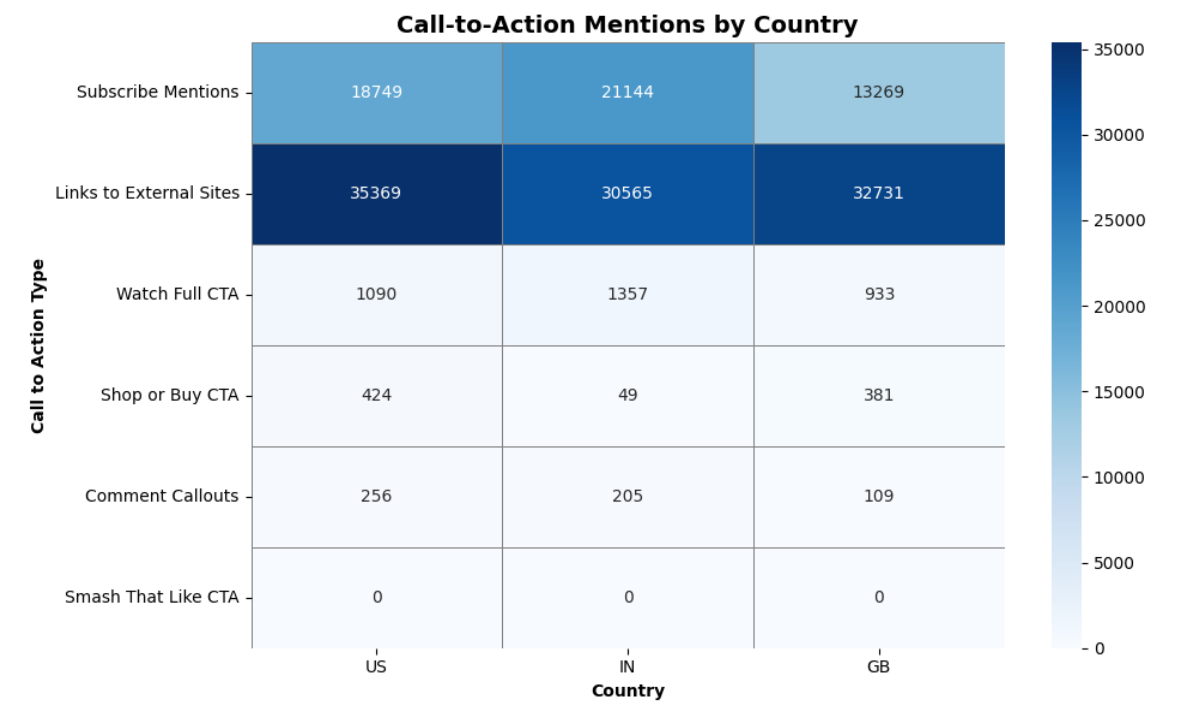 Call-to-Action Mentions by Country
Call to Action Type
Subscribe Mentions 18749 21144 13269
Links to External Sites 35369 30565 32731
Watch Full CTA 1090 1357 933
Shop or Buy CTA 424 49 381
Comment Callouts 256 205 109
Smash That Like CTA 0 0 0
US IN GB
Country
35000
30000
25000
20000
15000
10000
5000
0